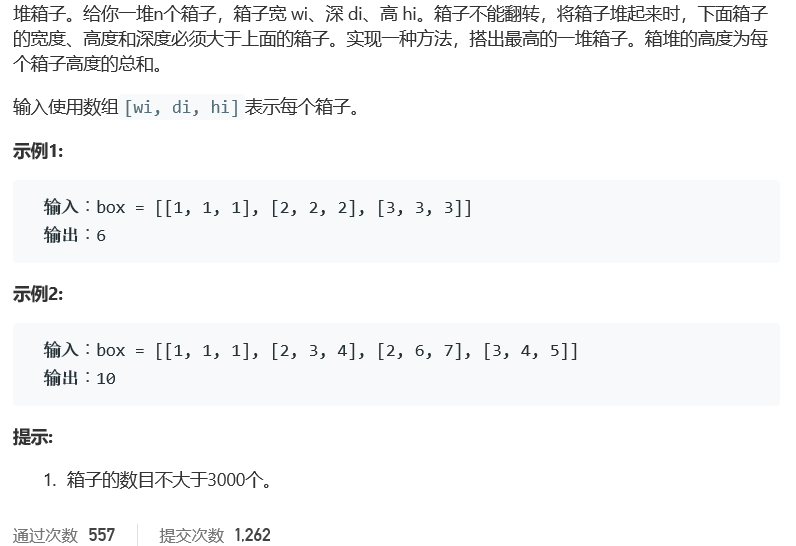 堆箱子。给你一堆n个箱子，箱子宽 wi、深 di、高 hi。箱子不能翻转，将箱子堆起来时，下面箱子
的宽度、高度和深度必须大于上面的箱子。实现一种方法，搭出最高的一堆箱子。箱堆的高度为每
个箱子高度的总和。
输入使用数组[wi, di, hi]表示每个箱子。
示例1:
输入：box = [[1, 1, 1], [2, 2, 2], [3, 3, 3]]
输出：6
示例2:
输入：box = [[1, 1, 1], [2, 3, 4], [2, 6, 7], [3, 4, 5]]
输出：10
提示:
1. 箱子的数目不大于3000个。
通过次数 557 提交次数 1,262